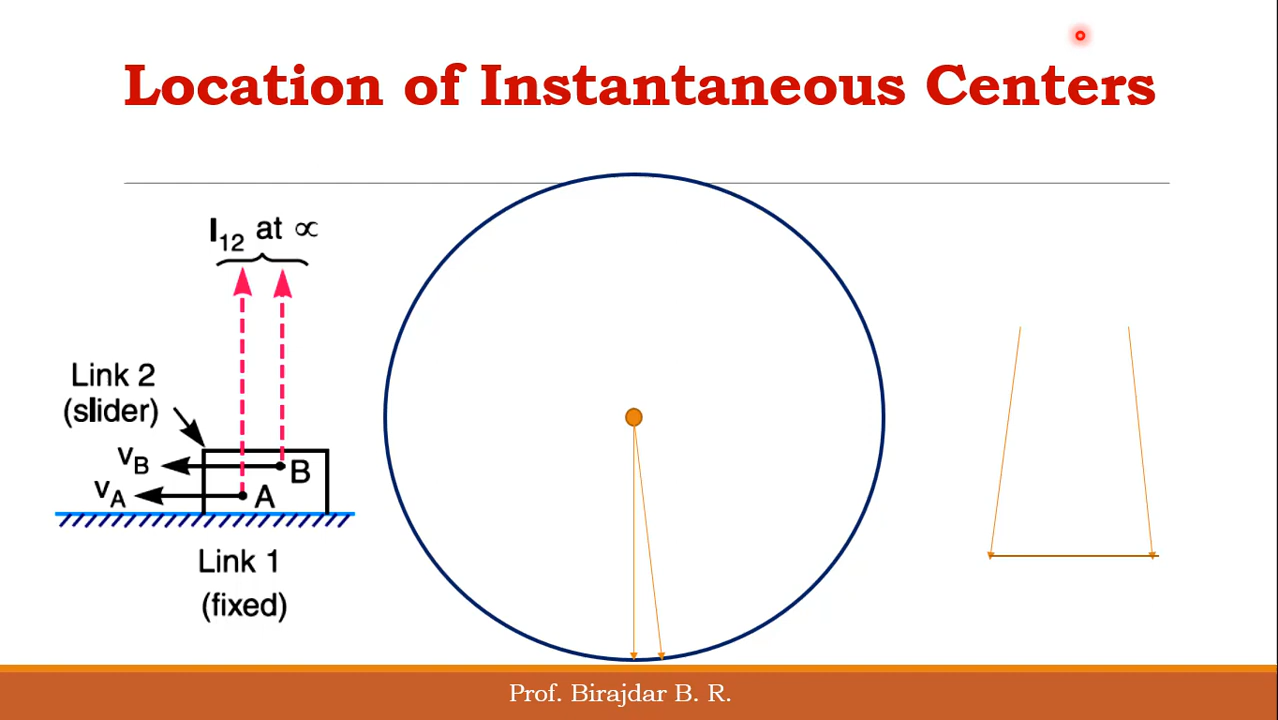 Location of Instantaneous Centers
I12 at ∝
Link 2
(slider)
vB
B
vA
A
Link 1
(fixed)
Prof. Birajdar B. R.